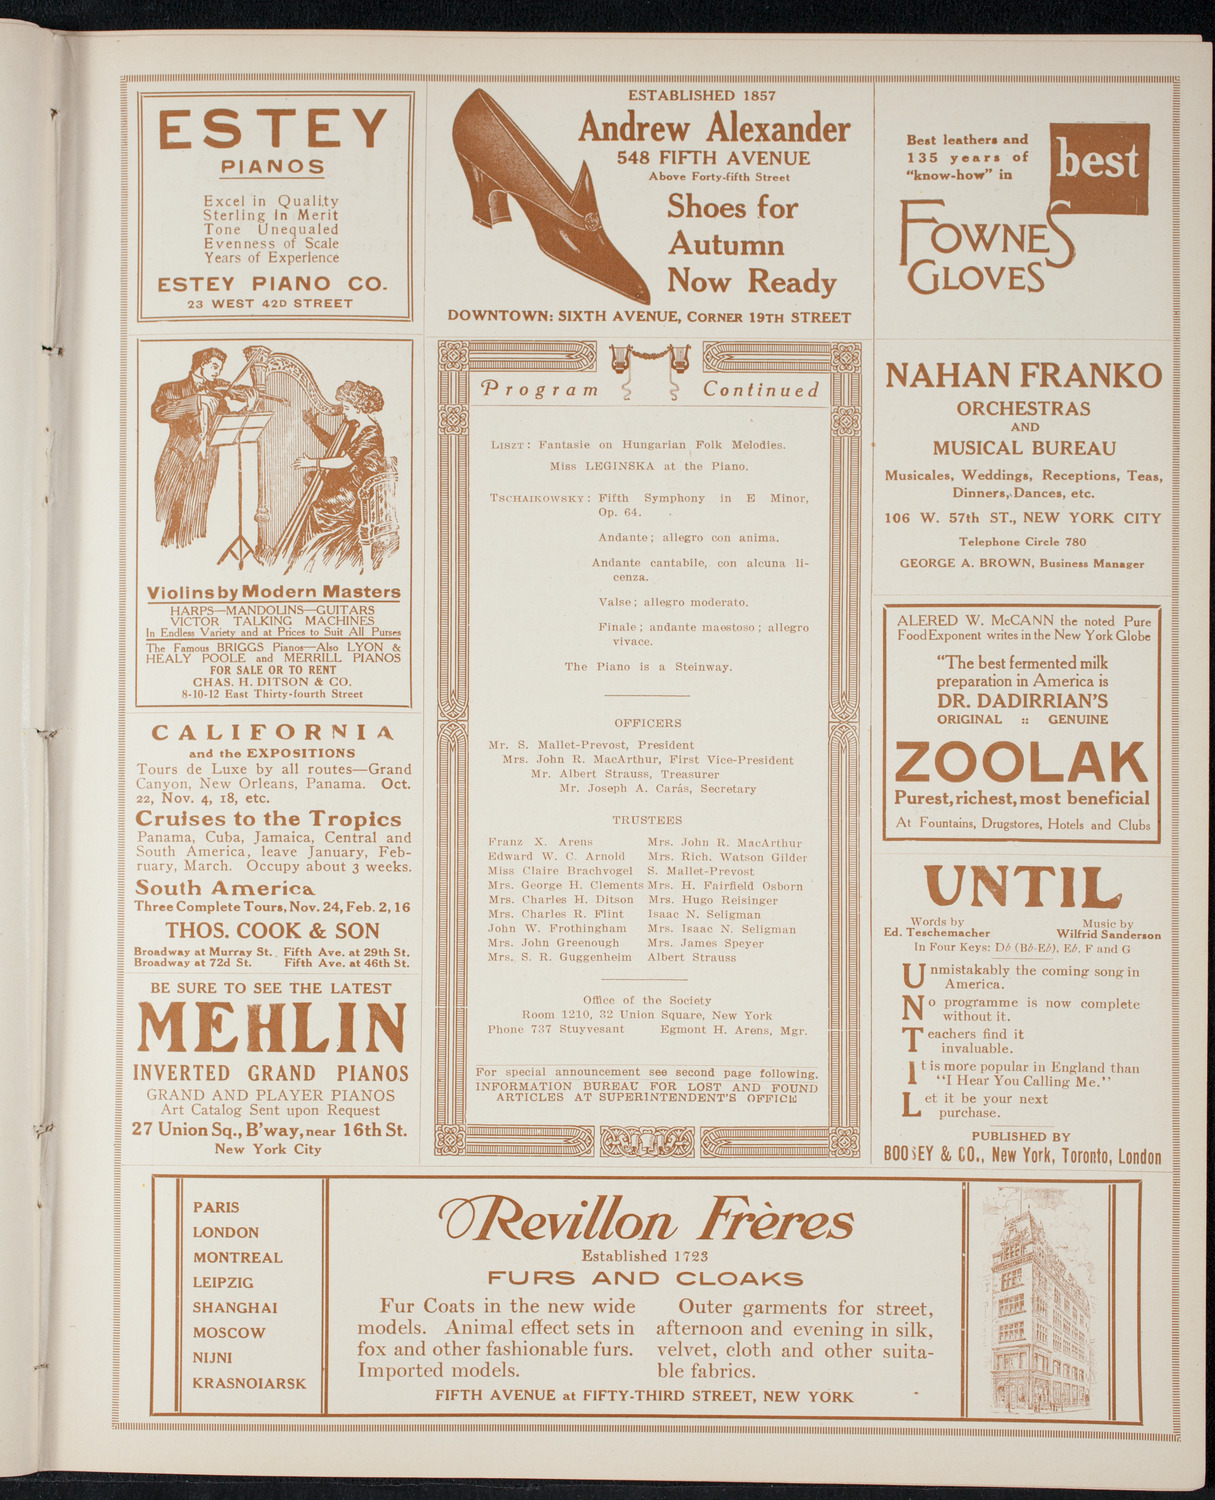 ESTEY
PIANOS
Excel in Quality
Sterling in Merit
Tone Unequaled
Evenness of Scale
Years of Experience
ESTEY PIANO CO.
23 WEST 42D STREET
ESTABLISHED 1857
Andrew Alexander
548 FIFTH AVENUE
Above Forty-fifth Street
Shoes for
Autumn
Now Ready
DOWNTOWN: SIXTH AVENUE, CORNER 19TH STREET
Best leathers and
135 years of
"know-how" in
best
FOWNES
GLOVES
Violins by Modern Masters
HARPS—MANDOLINS—GUITARS
VICTOR TALKING MACHINES
In Endless Variety and at Prices to Suit All Purses
The Famous BRIGGS Pianos—Also LYON &
HEALY POOLE and MERRILL PIANOS
FOR SALE OR TO RENT
CHAS. H. DITSON & CO.
8-10-12 East Thirty-fourth Street
CALIFORNIA
and the EXPOSITIONS
Tours de Luxe by all routes—Grand
Canyon, New Orleans, Panama. Oct.
22, Nov. 4, 18, etc.
Cruises to the Tropics
Panama, Cuba, Jamaica, Central and
South America, leave January, Feb-
ruary, March. Occupy about 3 weeks.
South America
Three Complete Tours, Nov. 24, Feb. 2, 16
THOS. COOK & SON
Broadway at Murray St. Fifth Ave. at 29th St.
Broadway at 72d St. Fifth Ave. at 46th St.
BE SURE TO SEE THE LATEST
MEHLIN
INVERTED GRAND PIANOS
GRAND AND PLAYER PIANOS
Art Catalog Sent upon Request
27 Union Sq., B'way, near 16th St.
New York City
Program Continued
LISZT: Fantasie on Hungarian Folk Melodies.
Miss LEGINSKA at the Piano.
TSCHAIKOWSKY: Fifth Symphony in E Minor,
Op. 64.
Andante; allegro con anima.
Andante cantabile, con alcuna li-
cenza.
Valse; allegro moderato.
Finale; andante maestoso; allegro
vivace.
The Piano is a Steinway.
OFFICERS
Mr. S. Mallet-Prevost, President
Mrs. John R. MacArthur, First Vice-President
Mr. Albert Strauss, Treasurer
Mr. Joseph A. Carás, Secretary
TRUSTEES
Franz X. Arens Mrs. John R. MacArthur
Edward W. C. Arnold Mrs. Rich. Watson Gilder
Miss Claire Brachvogel S. Mallet-Prevost
Mrs. George H. Clements Mrs. H. Fairfield Osborn
Mrs. Charles H. Ditson Mrs. Hugo Reisinger
Mrs. Charles R. Flint Isaac N. Seligman
John W. Frothingham Mrs. Isaac N. Seligman
Mrs. John Greenough Mrs. James Speyer
Mrs. S. R. Guggenheim Albert Strauss
Office of the Society
Room 1210, 32 Union Square, New York
Phone 737 Stuyvesant Egmont H. Arens, Mgr.
For special announcement see second page following.
INFORMATION BUREAU FOR LOST AND FOUND
ARTICLES AT SUPERINTENDENT'S OFFICE
NAHAN FRANKO
ORCHESTRAS
AND
MUSICAL BUREAU
Musicales, Weddings, Receptions, Teas,
Dinners, Dances, etc.
106 W. 57th ST., NEW YORK CITY
Telephone Circle 780
GEORGE A. BROWN, Business Manager
ALERED W. McCANN the noted Pure
Food Exponent writes in the New York Globe
"The best fermented milk
preparation in America is
DR. DADIRRIAN'S
ORIGINAL :: GENUINE
ZOOLAK
Purest, richest, most beneficial
At Fountains, Drugstores, Hotels and Clubs
UNTIL
Words by Music by
Ed. Teschemacher Wilfrid Sanderson
In Four Keys: D♭ (B♭-E♭), E♭, F and G
Unmistakably the coming song in
America.
No programme is now complete
without it.
Teachers find it
invaluable.
It is more popular in England than
"I Hear You Calling Me."
Let it be your next
purchase.
PUBLISHED BY
BOOSEY & CO., New York, Toronto, London
PARIS
LONDON
MONTREAL
LEIPZIG
SHANGHAI
MOSCOW
NIJNI
KRASNOIARSK
Revillon Frères
Established 1723
FURS AND CLOAKS
Fur Coats in the new wide
models. Animal effect sets in
fox and other fashionable furs.
Imported models.
Outer garments for street,
afternoon and evening in silk,
velvet, cloth and other suita-
ble fabrics.
FIFTH AVENUE at FIFTY-THIRD STREET, NEW YORK